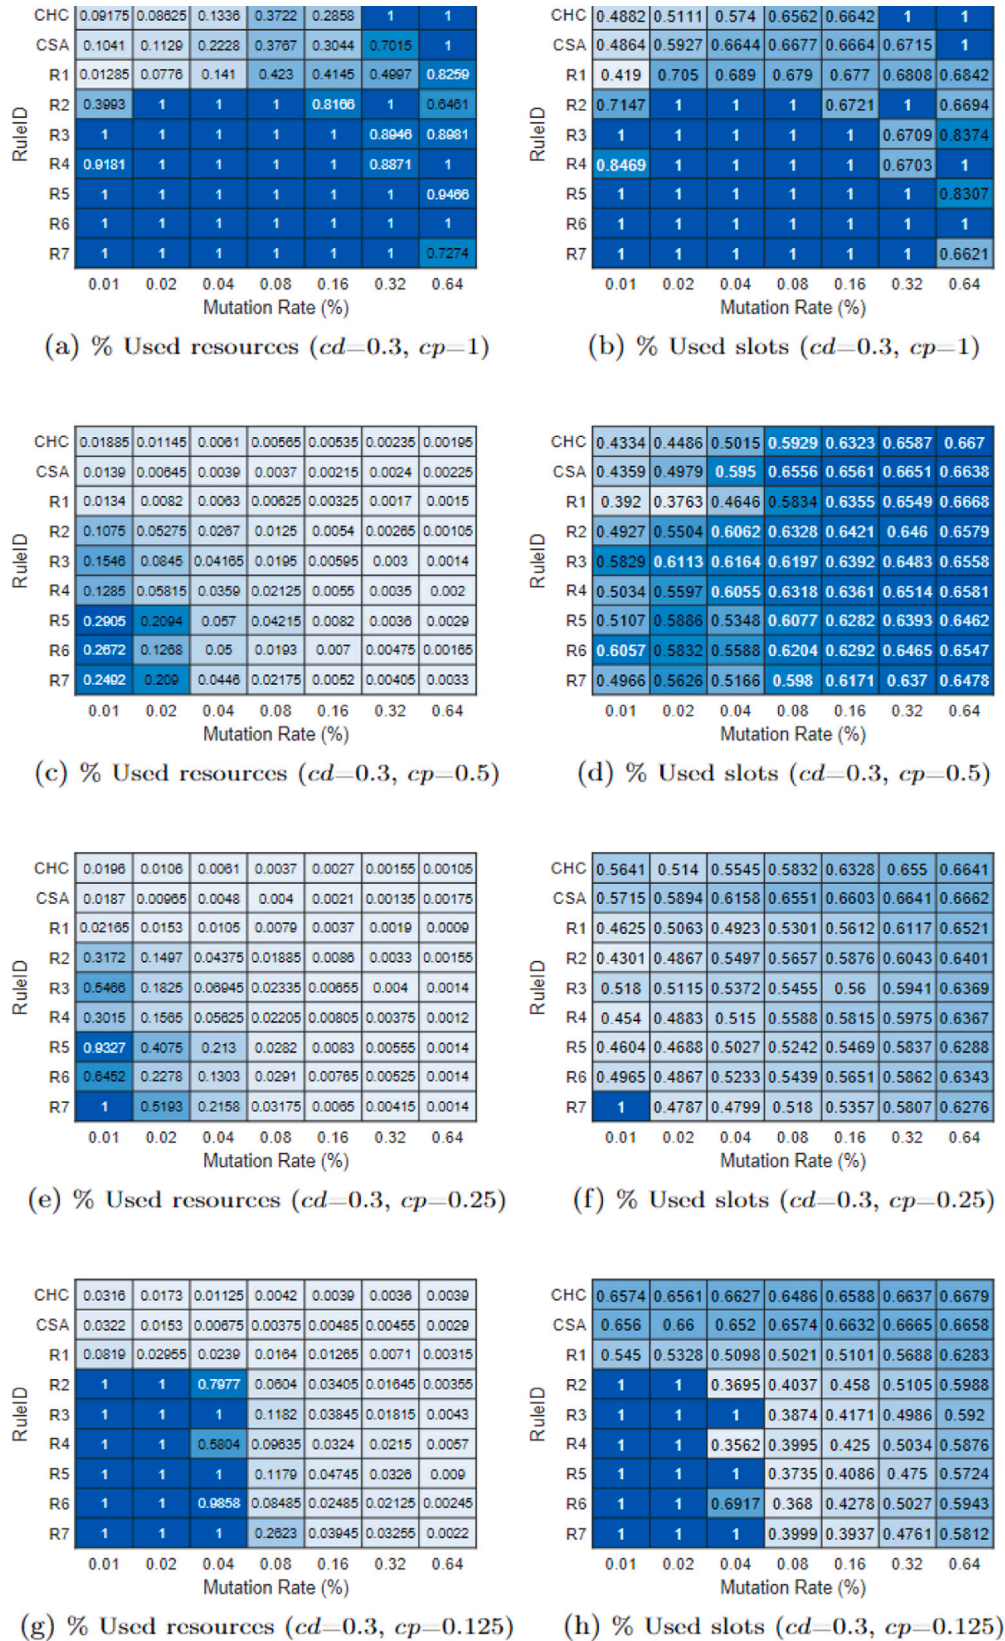 CHC 0.09175 0.08625 0.1336 0.3722 0.2858 1 1
CSA 0.1041 0.1129 0.2228 0.3767 0.3044 0.7015 1
R1 0.01285 0.0776 0.141 0.423 0.4145 0.4997 0.8259
R2 0.3993 1 1 1 0.8166 1 0.6461
R3 1 1 1 1 1 0.8946 0.8981
R4 0.9181 1 1 1 1 0.8871 1
R5 1 1 1 1 1 1 0.9466
R6 1 1 1 1 1 1 1
R7 1 1 1 1 1 1 0.7274
RuleID
0.01 0.02 0.04 0.08 0.16 0.32 0.64
Mutation Rate (%)
(a) % Used resources (cd=0.3, cp=1)
CHC 0.4882 0.5111 0.574 0.6562 0.6642 1 1
CSA 0.4864 0.5927 0.6644 0.6677 0.6664 0.6715 1
R1 0.419 0.705 0.689 0.679 0.677 0.6808 0.6842
R2 0.7147 1 1 1 0.6721 1 0.6694
R3 1 1 1 1 1 0.6709 0.8374
R4 0.8469 1 1 1 1 0.6703 1
R5 1 1 1 1 1 1 0.8307
R6 1 1 1 1 1 1 1
R7 1 1 1 1 1 1 0.6621
RuleID
0.01 0.02 0.04 0.08 0.16 0.32 0.64
Mutation Rate (%)
(b) % Used slots (cd=0.3, cp=1)
CHC 0.01885 0.01145 0.0061 0.00565 0.00535 0.00235 0.00195
CSA 0.0139 0.00645 0.0039 0.0037 0.00215 0.0024 0.00225
R1 0.0134 0.0082 0.0063 0.00625 0.00325 0.0017 0.0015
R2 0.1075 0.05275 0.0267 0.0125 0.0054 0.00265 0.00105
R3 0.1546 0.0845 0.04165 0.0195 0.00595 0.003 0.0014
R4 0.1285 0.05815 0.0359 0.02125 0.0055 0.0035 0.002
R5 0.2905 0.2094 0.057 0.04215 0.0082 0.0036 0.0029
R6 0.2672 0.1268 0.05 0.0193 0.007 0.00475 0.00165
R7 0.2492 0.209 0.0446 0.02175 0.0052 0.00405 0.0033
RuleID
0.01 0.02 0.04 0.08 0.16 0.32 0.64
Mutation Rate (%)
(c) % Used resources (cd=0.3, cp=0.5)
CHC 0.4334 0.4486 0.5015 0.5929 0.6323 0.6587 0.667
CSA 0.4359 0.4979 0.595 0.6556 0.6561 0.6651 0.6638
R1 0.392 0.3763 0.4646 0.5834 0.6355 0.6549 0.6668
R2 0.4927 0.5504 0.6062 0.6328 0.6421 0.646 0.6579
R3 0.5829 0.6113 0.6164 0.6197 0.6392 0.6483 0.6558
R4 0.5034 0.5597 0.6055 0.6318 0.6361 0.6514 0.6581
R5 0.5107 0.5886 0.5348 0.6077 0.6282 0.6393 0.6462
R6 0.6057 0.5832 0.5588 0.6204 0.6292 0.6465 0.6547
R7 0.4966 0.5626 0.5166 0.598 0.6171 0.637 0.6478
RuleID
0.01 0.02 0.04 0.08 0.16 0.32 0.64
Mutation Rate (%)
(d) % Used slots (cd=0.3, cp=0.5)
CHC 0.0196 0.0106 0.0061 0.0037 0.0027 0.00155 0.00105
CSA 0.0187 0.00965 0.0048 0.004 0.0021 0.00135 0.00175
R1 0.02165 0.0153 0.0105 0.0079 0.0037 0.0019 0.0009
R2 0.3172 0.1497 0.04375 0.01885 0.0086 0.0033 0.00155
R3 0.5466 0.1825 0.06945 0.02335 0.00655 0.004 0.0014
R4 0.3015 0.1565 0.05625 0.02205 0.00805 0.00375 0.0012
R5 0.9327 0.4075 0.213 0.0282 0.0083 0.00555 0.0014
R6 0.6452 0.2278 0.1303 0.0291 0.00765 0.00525 0.0014
R7 1 0.5193 0.2158 0.03175 0.0065 0.00415 0.0014
RuleID
0.01 0.02 0.04 0.08 0.16 0.32 0.64
Mutation Rate (%)
(e) % Used resources (cd=0.3, cp=0.25)
CHC 0.5641 0.514 0.5545 0.5832 0.6328 0.655 0.6641
CSA 0.5715 0.5894 0.6158 0.6551 0.6603 0.6641 0.6662
R1 0.4625 0.5063 0.4923 0.5301 0.5612 0.6117 0.6521
R2 0.4301 0.4867 0.5497 0.5657 0.5876 0.6043 0.6401
R3 0.518 0.5115 0.5372 0.5455 0.56 0.5941 0.6369
R4 0.454 0.4883 0.515 0.5588 0.5815 0.5975 0.6367
R5 0.4604 0.4688 0.5027 0.5242 0.5469 0.5837 0.6288
R6 0.4965 0.4867 0.5233 0.5439 0.5651 0.5862 0.6343
R7 1 0.4787 0.4799 0.518 0.5357 0.5807 0.6276
RuleID
0.01 0.02 0.04 0.08 0.16 0.32 0.64
Mutation Rate (%)
(f) % Used slots (cd=0.3, cp=0.25)
CHC 0.0316 0.0173 0.01125 0.0042 0.0039 0.0036 0.0039
CSA 0.0322 0.0153 0.00675 0.00375 0.00485 0.00455 0.0029
R1 0.0819 0.02955 0.0239 0.0164 0.01265 0.0071 0.00315
R2 1 1 0.7977 0.0604 0.03405 0.01645 0.00355
R3 1 1 1 0.1182 0.03845 0.01815 0.0043
R4 1 1 0.5804 0.09635 0.0324 0.0215 0.0057
R5 1 1 1 0.1179 0.04745 0.0326 0.009
R6 1 1 0.9858 0.08485 0.02485 0.02125 0.00245
R7 1 1 1 0.2623 0.03945 0.03255 0.0022
RuleID
0.01 0.02 0.04 0.08 0.16 0.32 0.64
Mutation Rate (%)
(g) % Used resources (cd=0.3, cp=0.125)
CHC 0.6574 0.6561 0.6627 0.6486 0.6588 0.6637 0.6679
CSA 0.656 0.66 0.652 0.6574 0.6632 0.6665 0.6658
R1 0.545 0.5328 0.5098 0.5021 0.5101 0.5688 0.6283
R2 1 1 0.3695 0.4037 0.458 0.5105 0.5988
R3 1 1 1 0.3874 0.4171 0.4986 0.592
R4 1 1 0.3562 0.3995 0.425 0.5034 0.5876
R5 1 1 1 0.3735 0.4086 0.475 0.5724
R6 1 1 0.6917 0.368 0.4278 0.5027 0.5943
R7 1 1 1 0.3999 0.3937 0.4761 0.5812
RuleID
0.01 0.02 0.04 0.08 0.16 0.32 0.64
Mutation Rate (%)
(h) % Used slots (cd=0.3, cp=0.125)